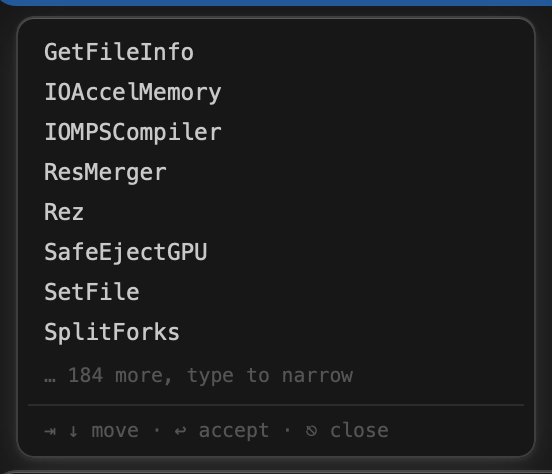 GetFileInfo
IOAccelMemory
IOMPSCompiler
ResMerger
Rez
SafeEjectGPU
SetFile
SplitForks
… 184 more, type to narrow
⇥ ↓ move · ↩ accept · ⎋ close